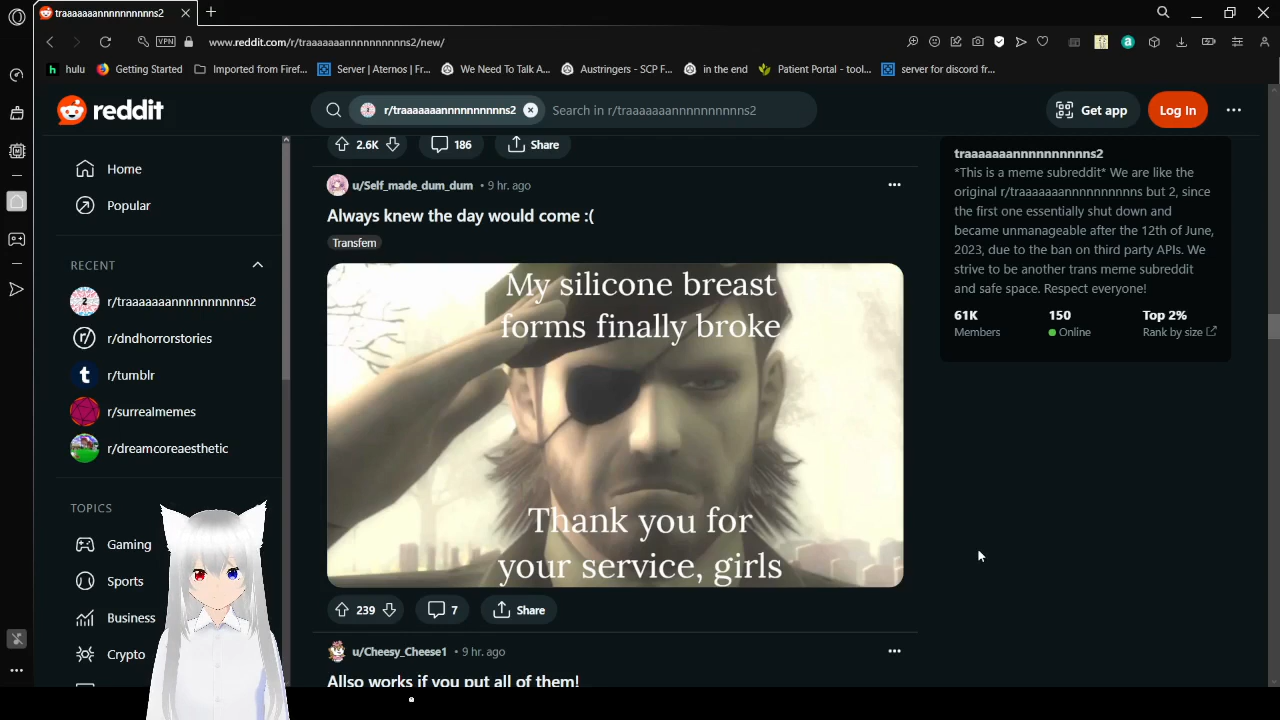 traaaaaaannnnnnnnnns2
VPN
www.reddit.com/r/traaaaaaannnnnnnnnns2/new/
hulu
Getting Started
Imported from Firef...
Server | Aternos | Fr...
We Need To Talk A...
Austringers - SCP F...
in the end
Patient Portal - tool...
server for discord fr...
reddit
r/traaaaaaannnnnnnnnns2
Search in r/traaaaaaannnnnnnnnns2
Get app
Log In
Home
Popular
RECENT
r/traaaaaaannnnnnnnnns2
r/dndhorrorstories
r/tumblr
r/surrealmemes
r/dreamcoreaesthetic
TOPICS
Gaming
Sports
Business
Crypto
2.6K
186
Share
u/Self_made_dum_dum • 9 hr. ago
Always knew the day would come :(
Transfem
My silicone breast
forms finally broke
Thank you for
your service, girls
239
7
Share
u/Cheesy_Cheese1 • 9 hr. ago
Allso works if you put all of them!
traaaaaaannnnnnnnnns2
*This is a meme subreddit* We are like the
original r/traaaaaaannnnnnnnnns but 2, since
the first one essentially shut down and
became unmanageable after the 12th of June,
2023, due to the ban on third party APIs. We
strive to be another trans meme subreddit
and safe space. Respect everyone!
61K
Members
150
Online
Top 2%
Rank by size